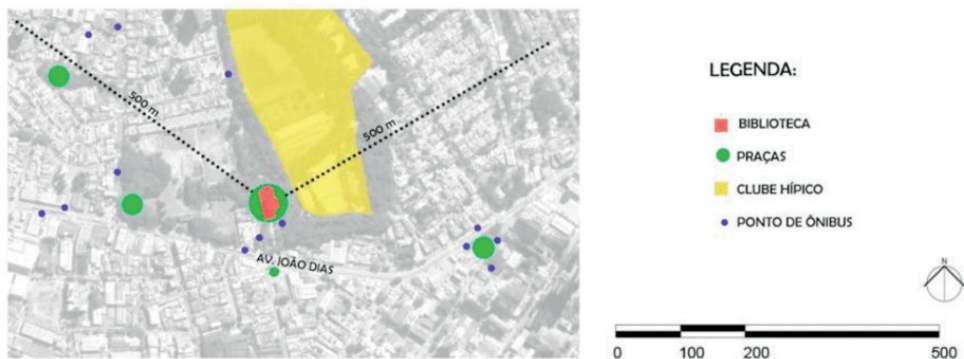 500 m
500 m
AV. JOÃO DIAS
LEGENDA:
BIBLIOTECA
PRAÇAS
CLUBE HÍPICO
PONTO DE ÔNIBUS
N
0 100 200 500